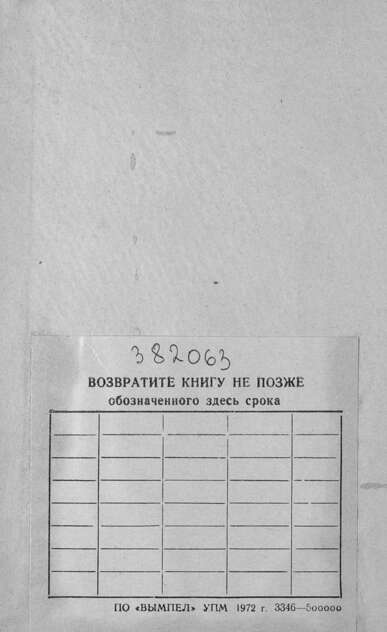 382063
ВОЗВРАТИТЕ КНИГУ НЕ ПОЗЖЕ
обозначенного здесь срока
ПО «ВЫМПЕЛ» УПМ 1972 г. 3346—500000